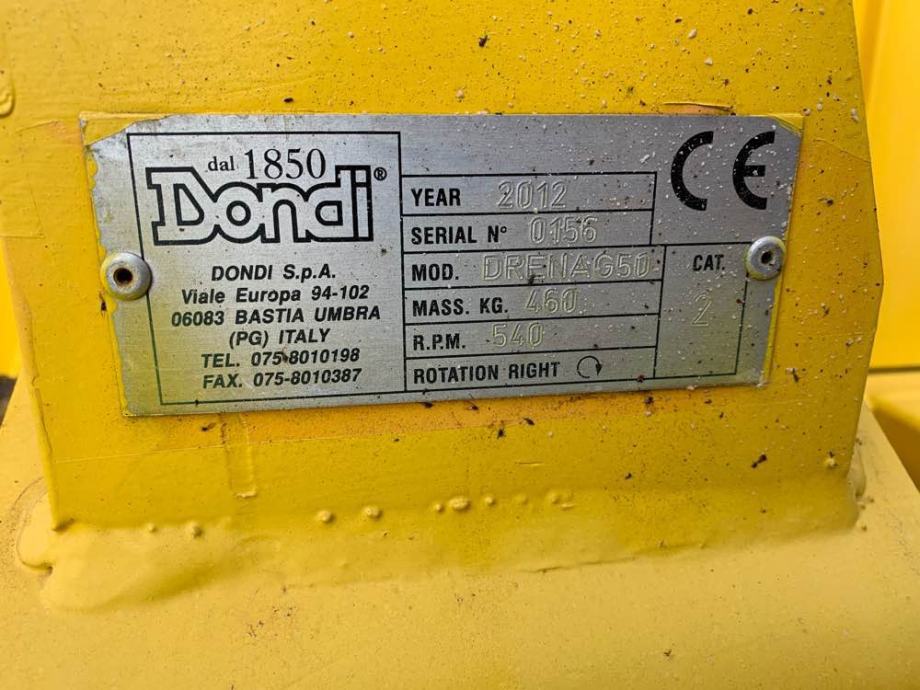 dal 1850
Dondi®
DONDI S.p.A.
Viale Europa 94-102
06083 BASTIA UMBRA
(PG) ITALY
TEL. 075-8010198
FAX. 075-8010387
YEAR 2012
SERIAL N° 0156
MOD. DRENAG50
MASS. KG. 460
R.P.M. 540
ROTATION RIGHT
CE
CAT.
2